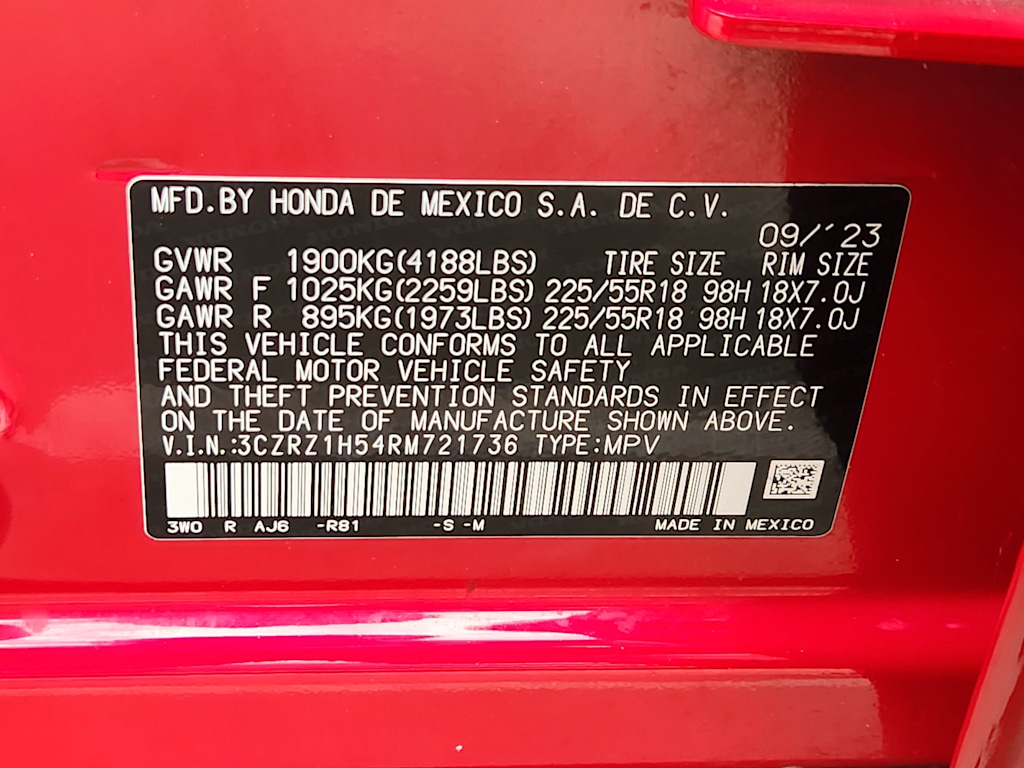 MFD.BY HONDA DE MEXICO S.A. DE C.V.
09/'23
GVWR 1900KG(4188LBS) TIRE SIZE RIM SIZE
GAWR F 1025KG(2259LBS) 225/55R18 98H 18X7.0J
GAWR R 895KG(1973LBS) 225/55R18 98H 18X7.0J
THIS VEHICLE CONFORMS TO ALL APPLICABLE
FEDERAL MOTOR VEHICLE SAFETY
AND THEFT PREVENTION STANDARDS IN EFFECT
ON THE DATE OF MANUFACTURE SHOWN ABOVE.
V.I.N.:3CZRZ1H54RM721736 TYPE:MPV
3W0 R AJ6 -R81 -S -M MADE IN MEXICO